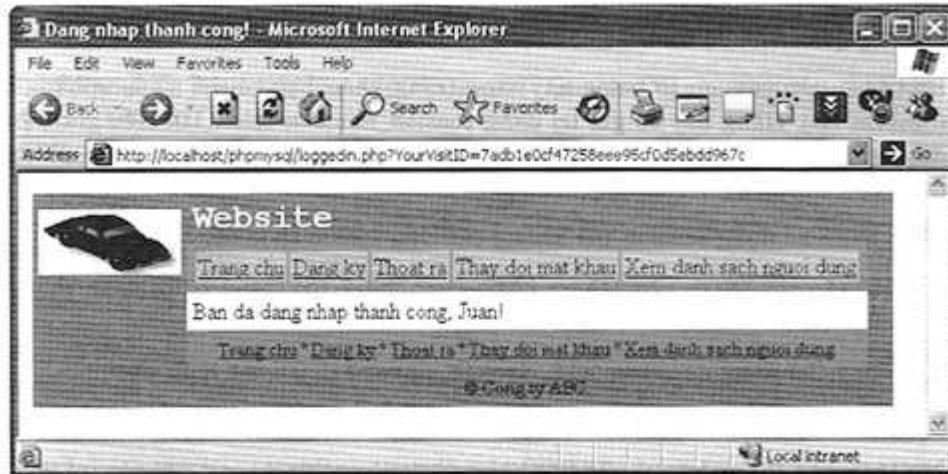 Dang nhap thanh cong! - Microsoft Internet Explorer
File Edit View Favorites Tools Help
Back Search Favorites
Address http://localhost/phpmysql/loggedin.php?YourVisitID=7adb1e0cf47258eee95cf0d5ebdd967c Go
Website
Trang chu Dang ky Thoat ra Thay doi mat khau Xem danh sach nguoi dung
Ban da dang nhap thanh cong, Juan!
Trang chu * Dang ky * Thoat ra * Thay doi mat khau * Xem danh sach nguoi dung
© Cong ty ABC
Local intranet